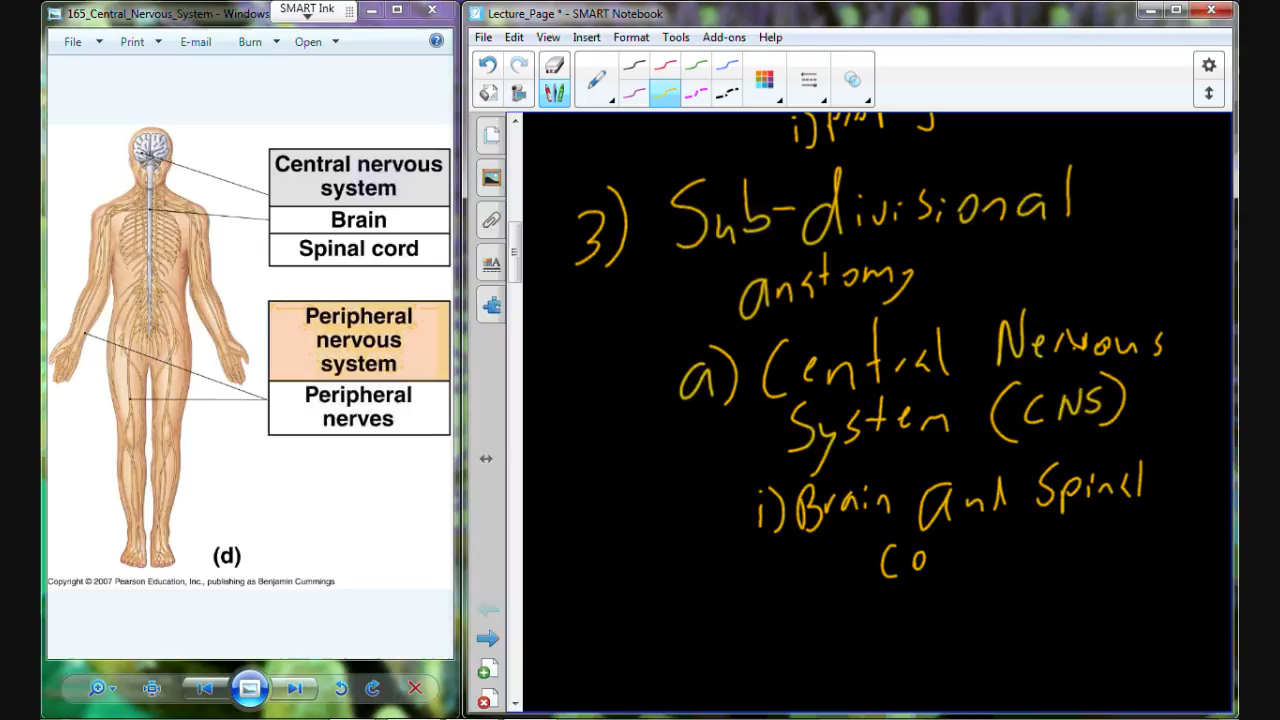 165_Central_Nervous_System - Windows
SMART Ink
File Print E-mail Burn Open
Central nervous
system
Brain
Spinal cord
Peripheral
nervous
system
Peripheral
nerves
(d)
Copyright © 2007 Pearson Education, Inc., publishing as Benjamin Cummings
Lecture_Page * - SMART Notebook
File Edit View Insert Format Tools Add-ons Help
i)
3) Sub-divisional
anatomy
a) Central Nervous
System (CNS)
i) Brain and Spinal
Co